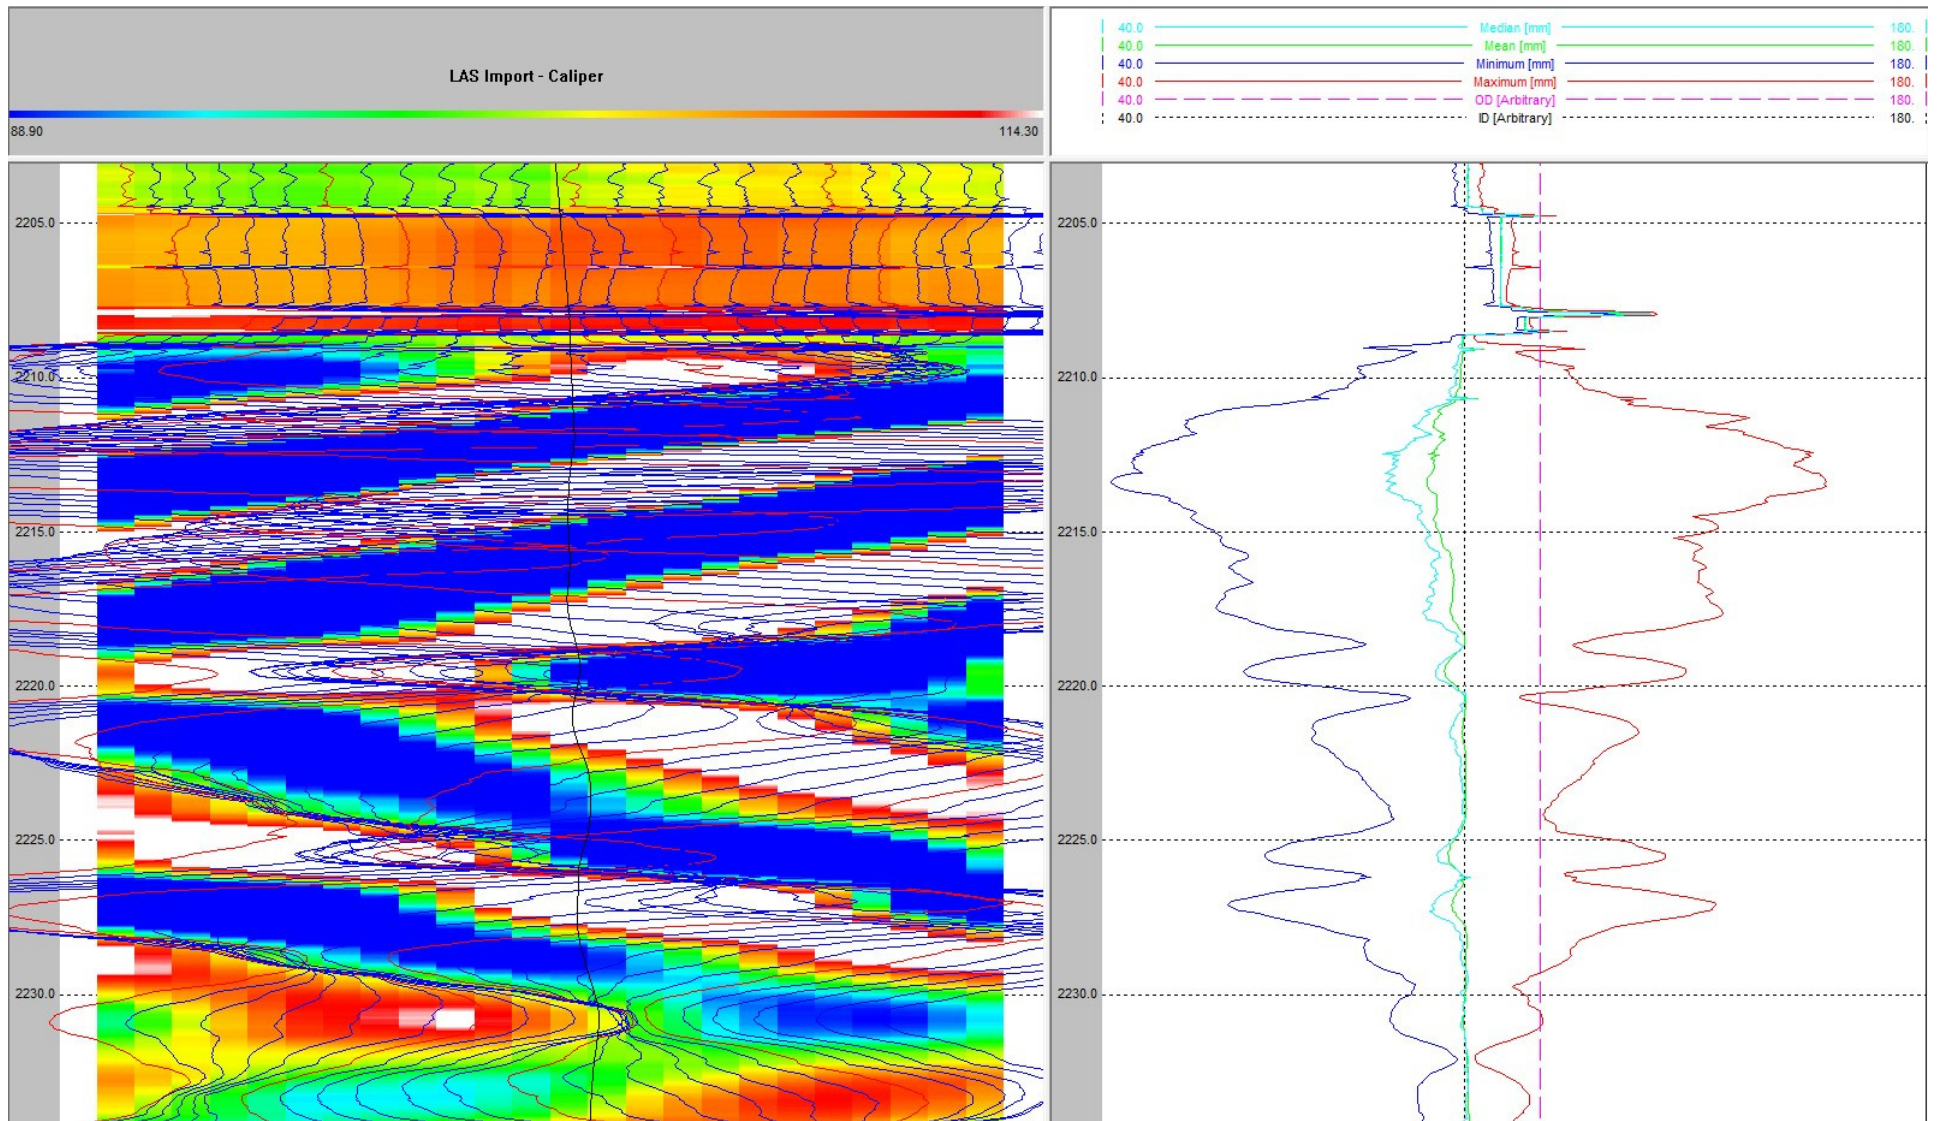 LAS Import - Caliper
88.90 114.30
40.0 Median [mm] 180.
40.0 Mean [mm] 180.
40.0 Minimum [mm] 180.
40.0 Maximum [mm] 180.
40.0 OD [Arbitrary] 180.
40.0 ID [Arbitrary] 180.
2205.0 2205.0
2210.0 2210.0
2215.0 2215.0
2220.0 2220.0
2225.0 2225.0
2230.0 2230.0